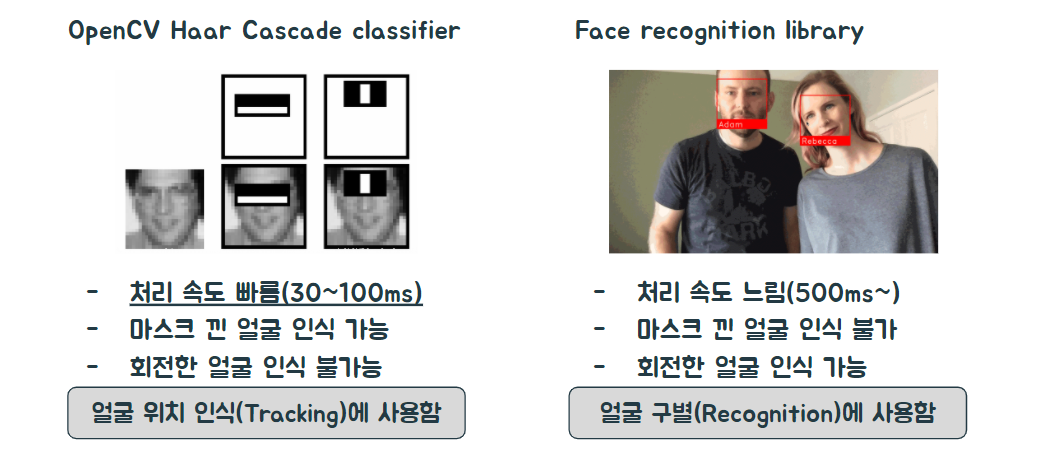 OpenCV Haar Cascade classifier
- 처리 속도 빠름(30~100ms)
- 마스크 낀 얼굴 인식 가능
- 회전한 얼굴 인식 불가능
얼굴 위치 인식(Tracking)에 사용함
Face recognition library
Adam
Rebecca
- 처리 속도 느림(500ms~)
- 마스크 낀 얼굴 인식 불가
- 회전한 얼굴 인식 가능
얼굴 구별(Recognition)에 사용함